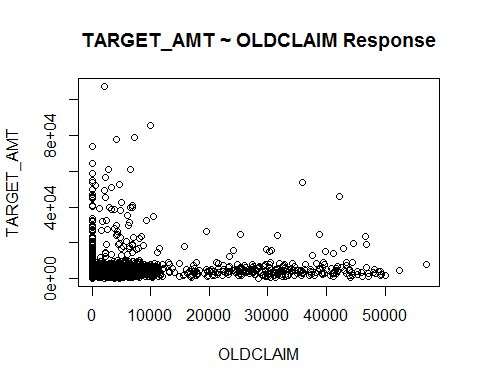 TARGET_AMT ~ OLDCLAIM Response
TARGET_AMT
8e+04
4e+04
0e+00
0 10000 20000 30000 40000 50000
OLDCLAIM